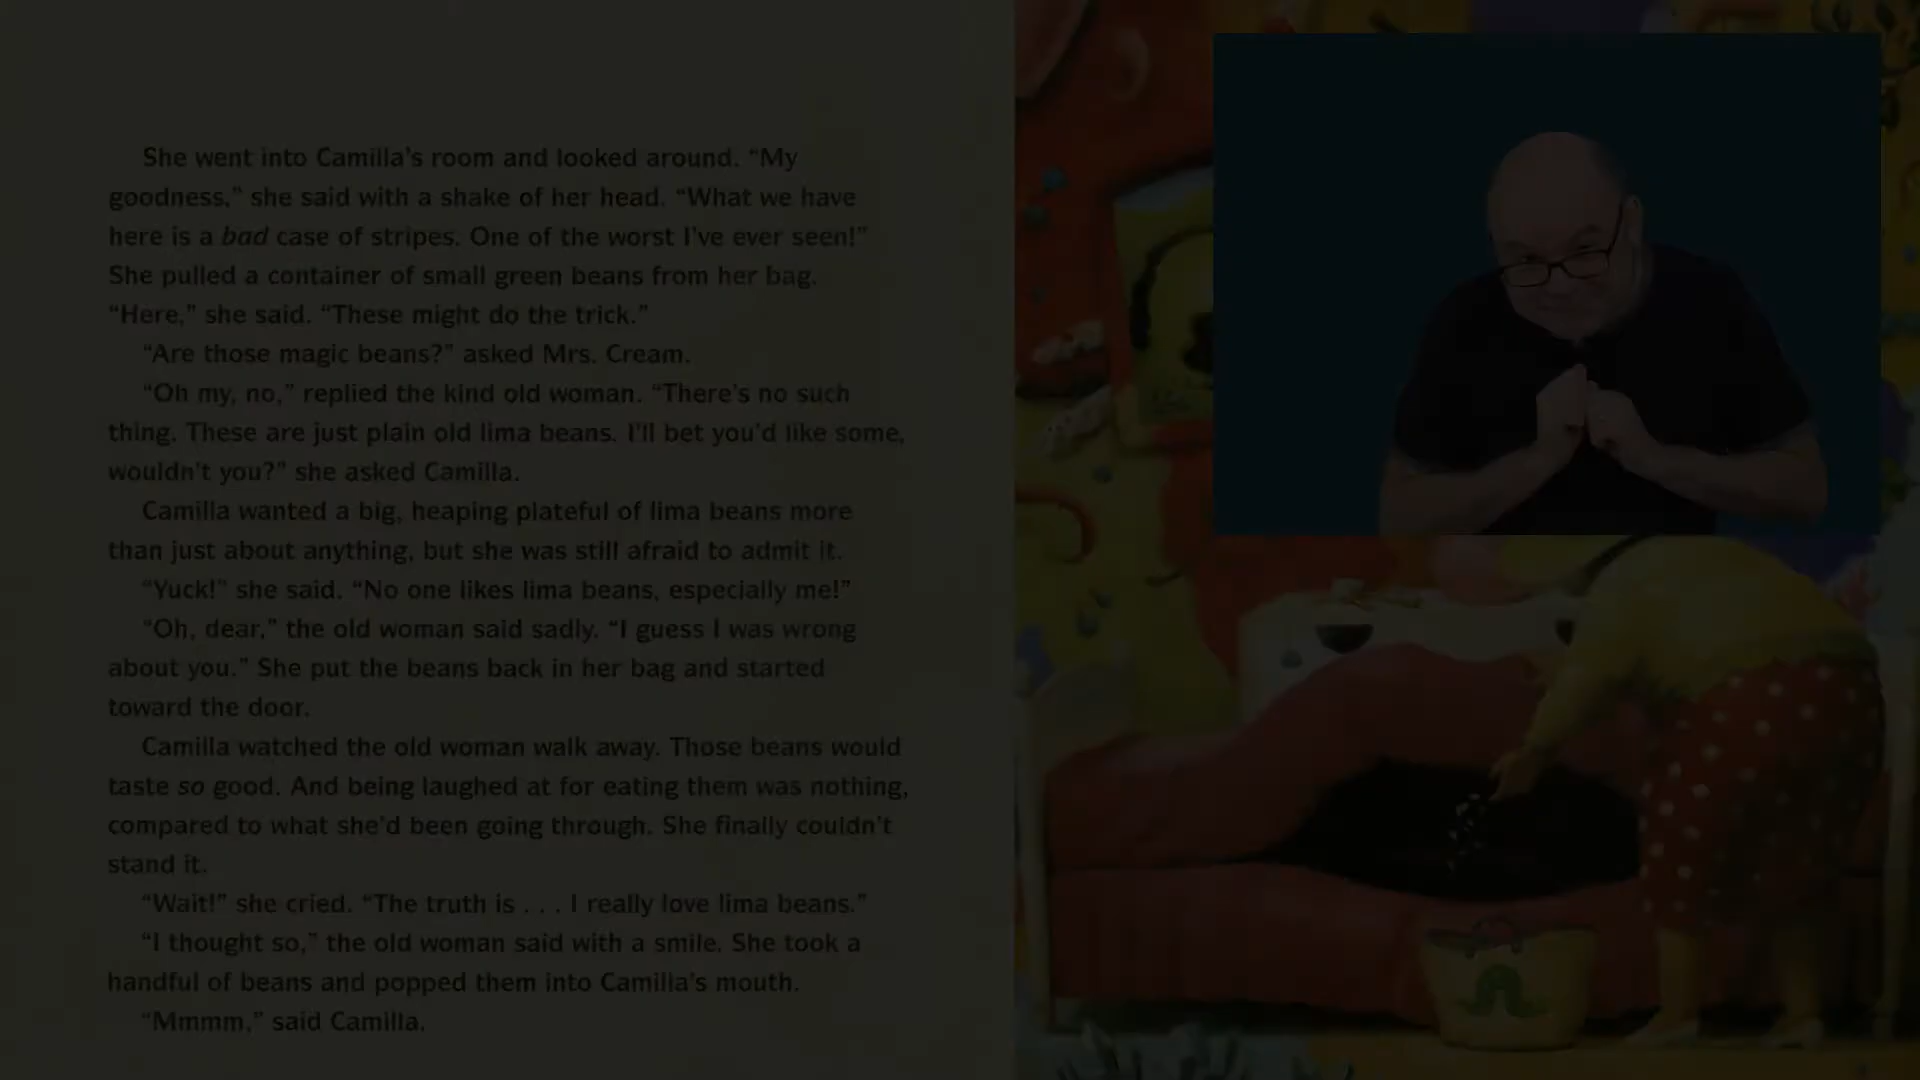 She went into Camilla’s room and looked around. “My
goodness,” she said with a shake of her head. “What we have
here is a bad case of stripes. One of the worst I’ve ever seen!”
She pulled a container of small green beans from her bag.
“Here,” she said. “These might do the trick.”
“Are those magic beans?” asked Mrs. Cream.
“Oh my, no,” replied the kind old woman. “There’s no such
thing. These are just plain old lima beans. I’ll bet you’d like some,
wouldn’t you?” she asked Camilla.
Camilla wanted a big, heaping plateful of lima beans more
than just about anything, but she was still afraid to admit it.
“Yuck!” she said. “No one likes lima beans, especially me!”
“Oh, dear,” the old woman said sadly. “I guess I was wrong
about you.” She put the beans back in her bag and started
toward the door.
Camilla watched the old woman walk away. Those beans would
taste so good. And being laughed at for eating them was nothing,
compared to what she’d been going through. She finally couldn’t
stand it.
“Wait!” she cried. “The truth is . . . I really love lima beans.”
“I thought so,” the old woman said with a smile. She took a
handful of beans and popped them into Camilla’s mouth.
“Mmmm,” said Camilla.